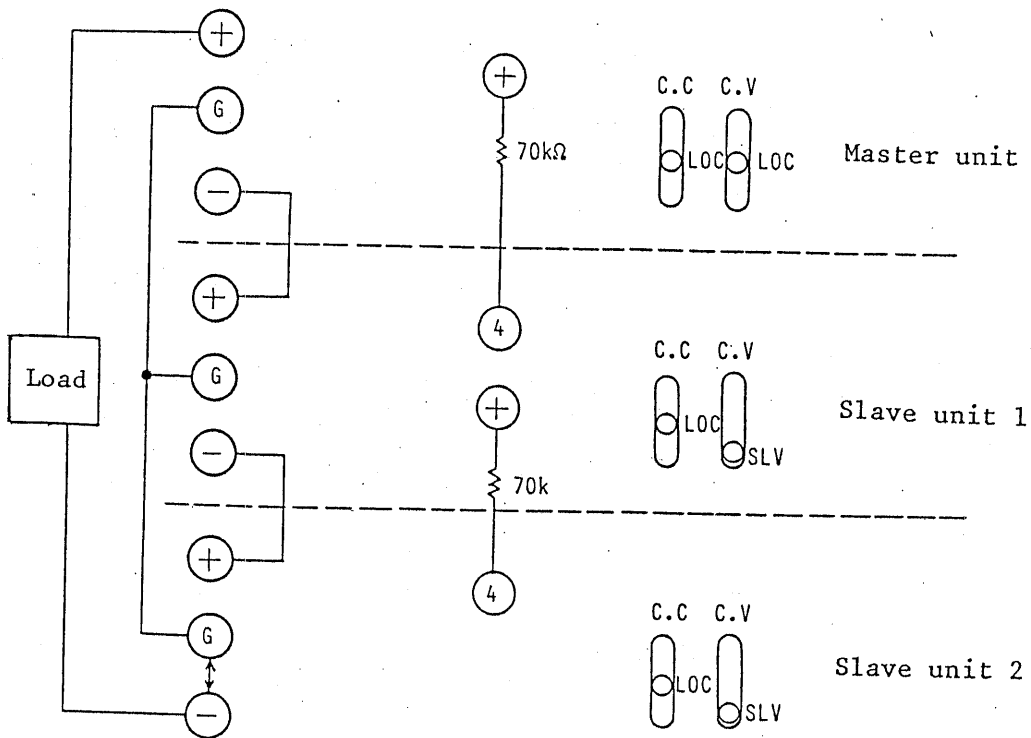 +
G
−
+
G
−
+
G
−
Load
+
70kΩ
4
+
70k
4
C.C C.V
LOC LOC
Master unit
C.C C.V
LOC
SLV
Slave unit 1
C.C C.V
LOC
SLV
Slave unit 2